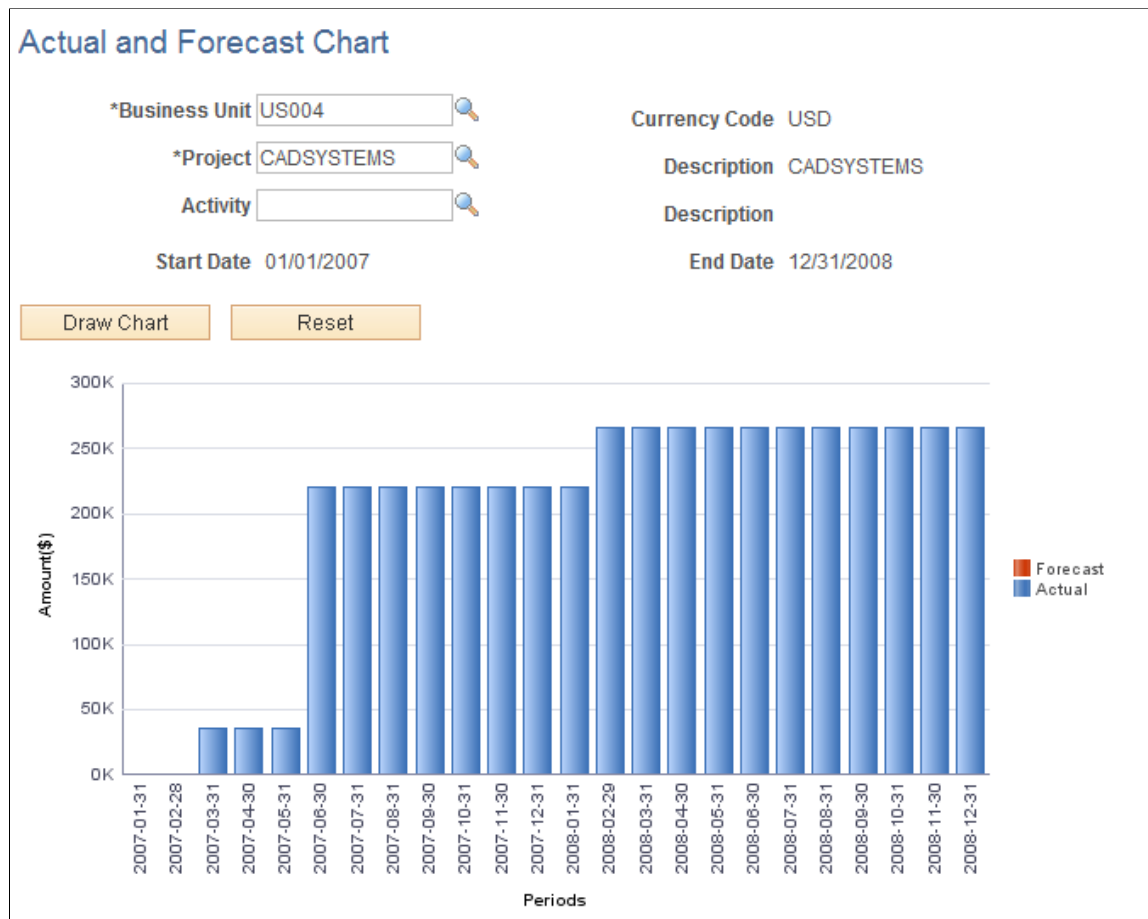 Actual and Forecast Chart
*Business Unit US004
Currency Code USD
*Project CADSYSTEMS
Description CADSYSTEMS
Activity
Description
Start Date 01/01/2007
End Date 12/31/2008
Draw Chart
Reset
300K
250K
200K
150K
100K
50K
0K
Amount($)
2007-01-31
2007-02-28
2007-03-31
2007-04-30
2007-05-31
2007-06-30
2007-07-31
2007-08-31
2007-09-30
2007-10-31
2007-11-30
2007-12-31
2008-01-31
2008-02-29
2008-03-31
2008-04-30
2008-05-31
2008-06-30
2008-07-31
2008-08-31
2008-09-30
2008-10-31
2008-11-30
2008-12-31
Periods
Forecast
Actual